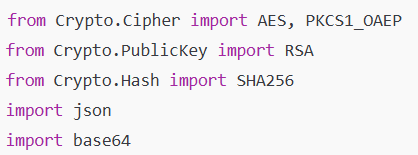 from Crypto.Cipher import AES, PKCS1_OAEP
from Crypto.PublicKey import RSA
from Crypto.Hash import SHA256
import json
import base64